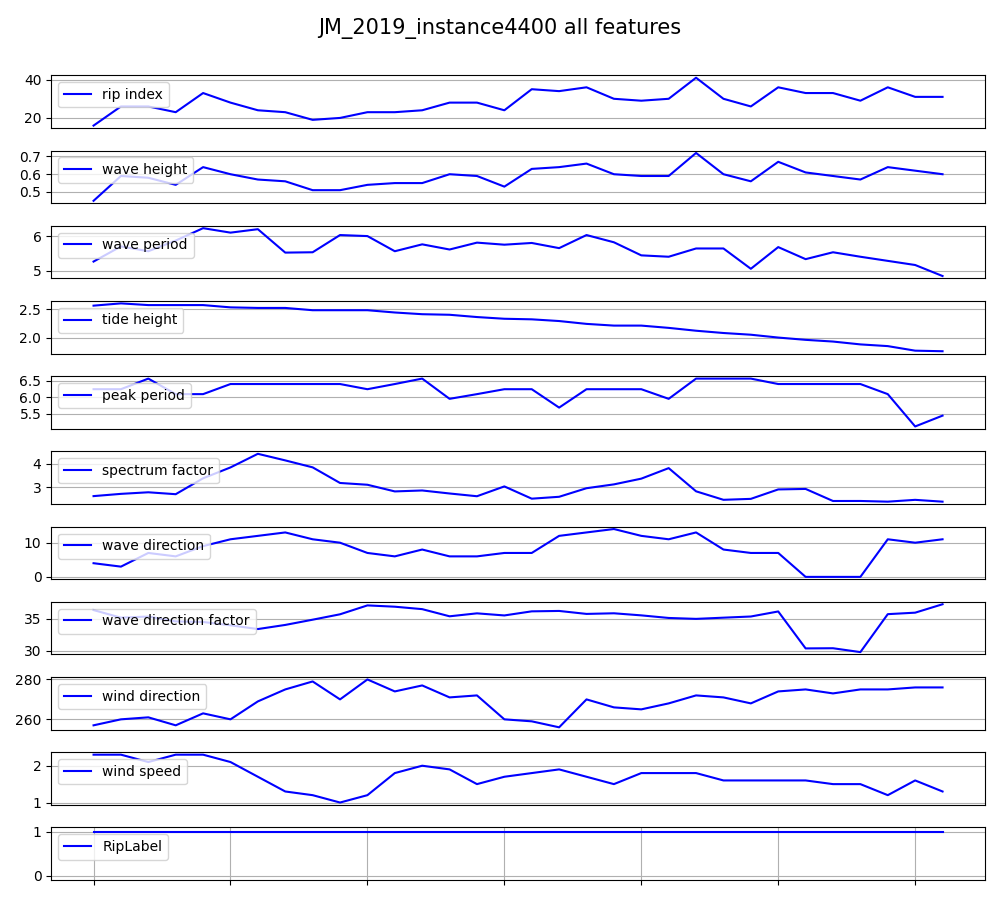 JM_2019_instance4400 all features
40
20
rip index
0.7
0.6
0.5
wave height
6
5
wave period
2.5
2.0
tide height
6.5
6.0
5.5
peak period
4
3
spectrum factor
10
0
wave direction
35
30
wave direction factor
280
260
wind direction
2
1
wind speed
1
0
RipLabel